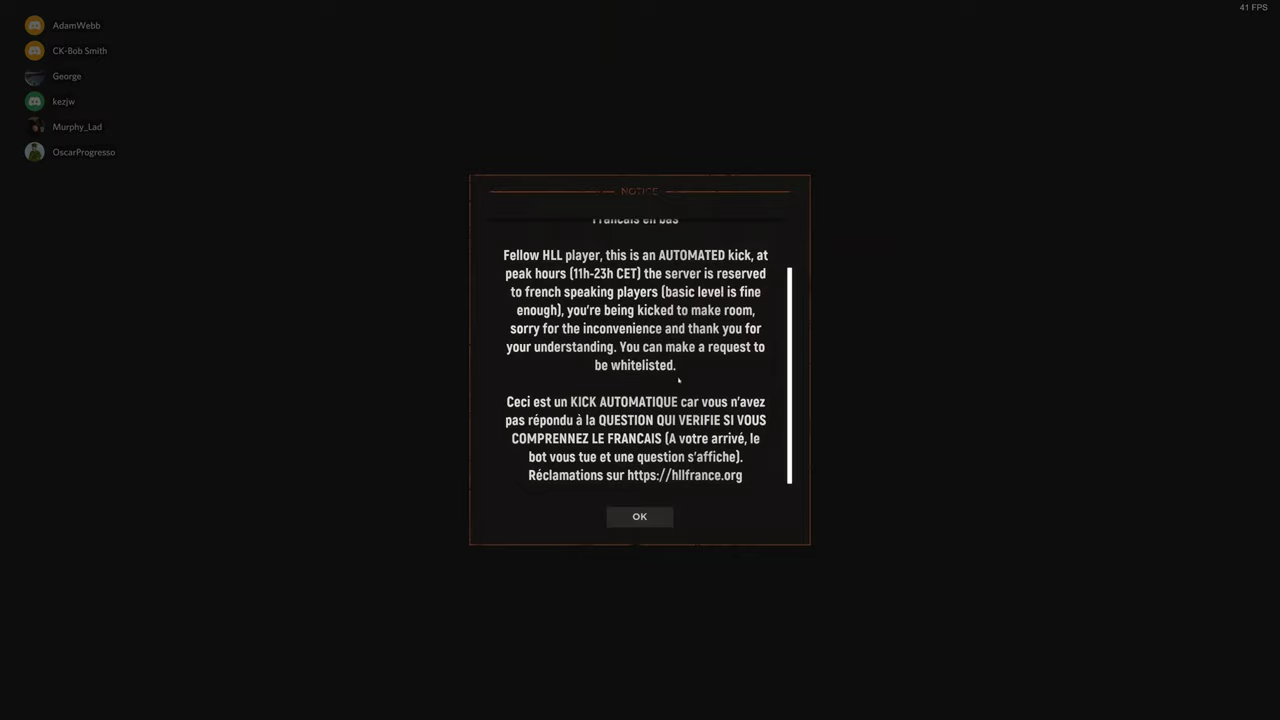 41 FPS
AdamWebb
CK-Bob Smith
George
kezjw
Murphy_Lad
OscarProgresso
NOTICE
Francais en bas
Fellow HLL player, this is an AUTOMATED kick, at
peak hours (11h-23h CET) the server is reserved
to french speaking players (basic level is fine
enough), you're being kicked to make room,
sorry for the inconvenience and thank you for
your understanding. You can make a request to
be whitelisted.
Ceci est un KICK AUTOMATIQUE car vous n'avez
pas répondu à la QUESTION QUI VERIFIE SI VOUS
COMPRENNEZ LE FRANCAIS (A votre arrivé, le
bot vous tue et une question s'affiche).
Réclamations sur https://hllfrance.org
OK